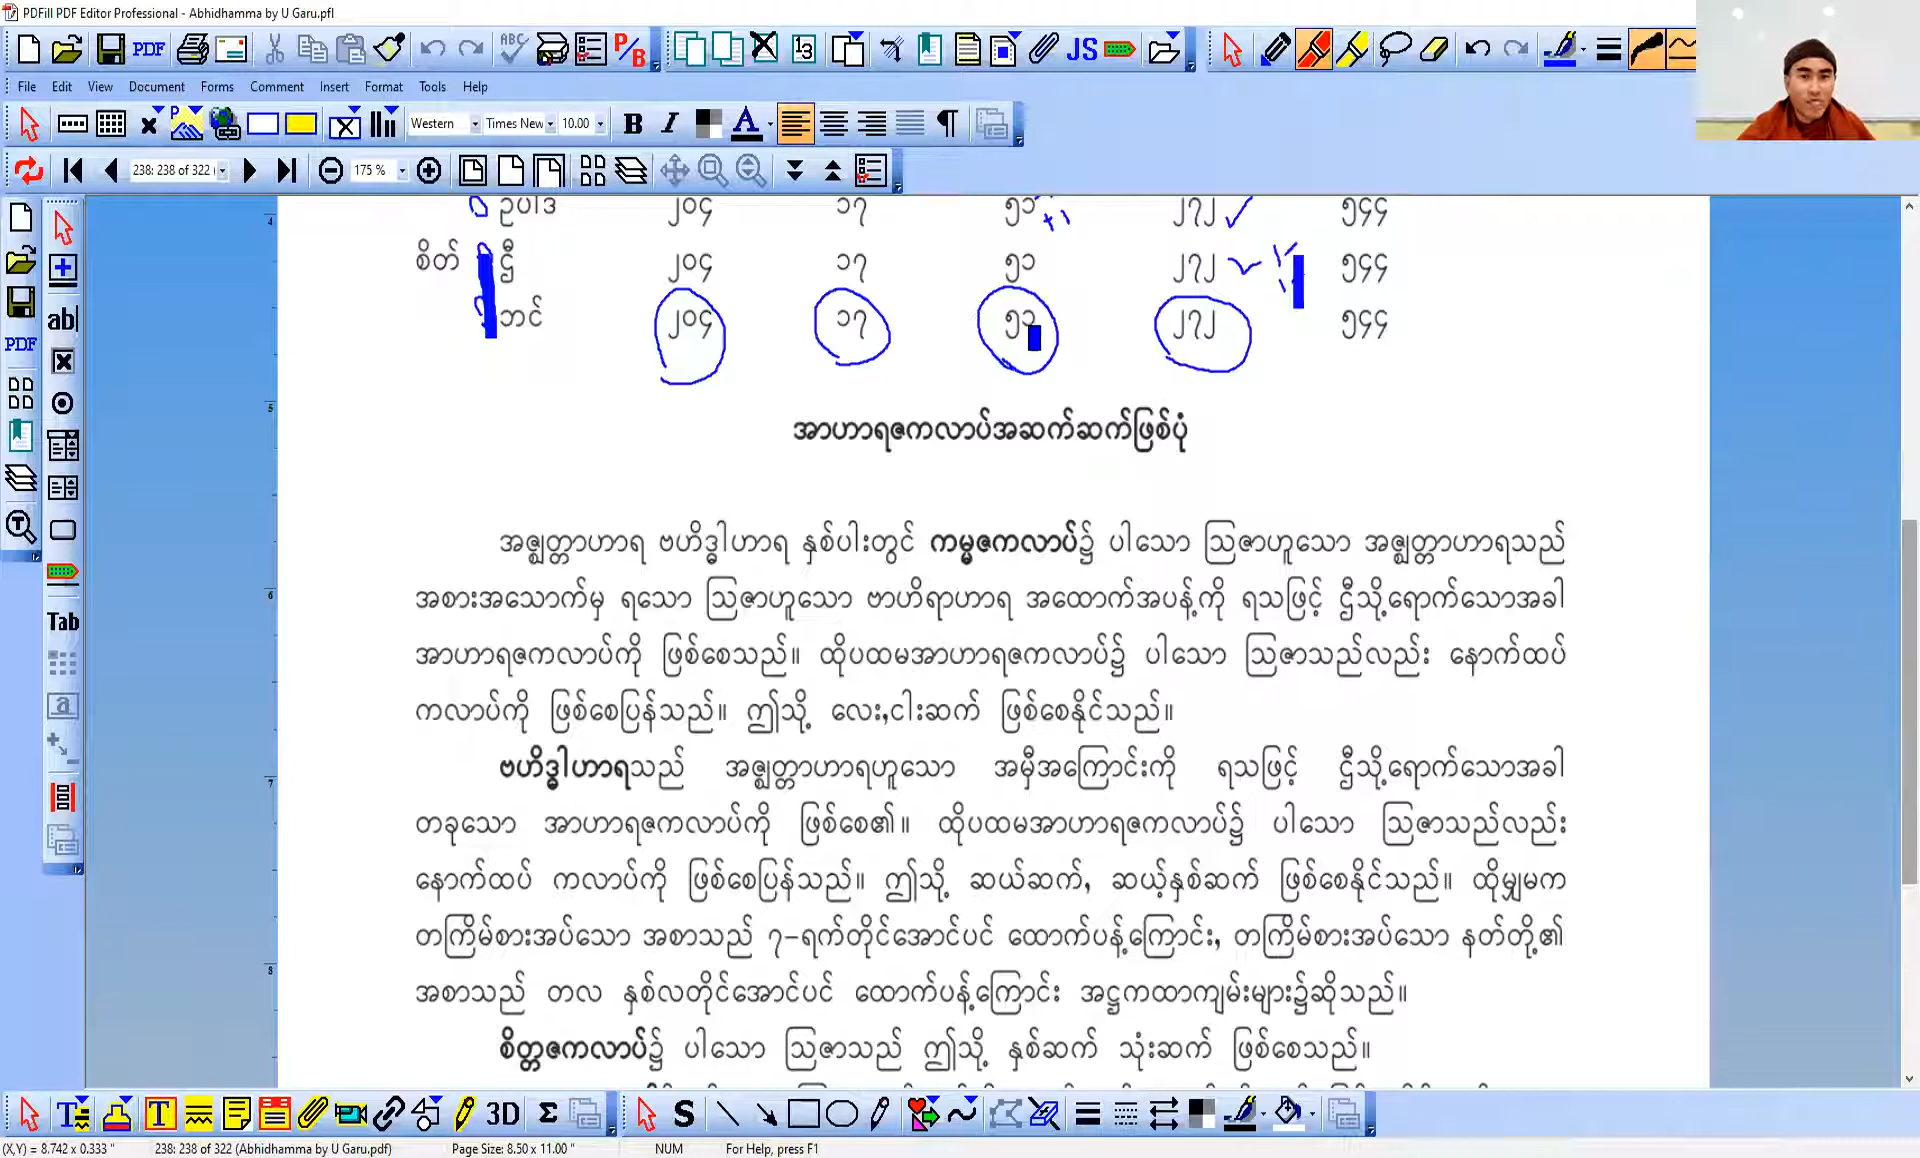 PDFill PDF Editor Professional - Abhidhamma by U Garu.pfl
File Edit View Document Forms Comment Insert Format Tools Help
Western Times New 10.00
238: 238 of 322 175 %
ဥပါဒ် ၂၀၄ ၁၇ ၅၁ +၁ ၂၇၂ ၅၄၄
စိတ် ဌီ ၂၀၄ ၁၇ ၅၁ ၂၇၂ ၅၄၄
ဘင် ၂၀၄ ၁၇ ၅၁ ၂၇၂ ၅၄၄
အာဟာရဇကလာပ်အဆက်ဆက်ဖြစ်ပုံ
အဇ္ဈတ္တာဟာရ ဗဟိဒ္ဓါဟာရ နှစ်ပါးတွင် ကမ္မဇကလာပ်၌ ပါသော ဩဇာဟူသော အဇ္ဈတ္တာဟာရသည်
အစားအသောက်မှ ရသော ဩဇာဟူသော ဗာဟိရာဟာရ အထောက်အပန့်ကို ရသဖြင့် ဌီသို့ရောက်သောအခါ
အာဟာရဇကလာပ်ကို ဖြစ်စေသည်။ ထိုပထမအာဟာရဇကလာပ်၌ ပါသော ဩဇာသည်လည်း နောက်ထပ်
ကလာပ်ကို ဖြစ်စေပြန်သည်။ ဤသို့ လေး,ငါးဆက် ဖြစ်စေနိုင်သည်။
ဗဟိဒ္ဓါဟာရသည် အဇ္ဈတ္တာဟာရဟူသော အမှီအကြောင်းကို ရသဖြင့် ဌီသို့ရောက်သောအခါ
တခုသော အာဟာရဇကလာပ်ကို ဖြစ်စေ၏။ ထိုပထမအာဟာရဇကလာပ်၌ ပါသော ဩဇာသည်လည်း
နောက်ထပ် ကလာပ်ကို ဖြစ်စေပြန်သည်။ ဤသို့ ဆယ်ဆက်, ဆယ့်နှစ်ဆက် ဖြစ်စေနိုင်သည်။ ထိုမျှမက
တကြိမ်စားအပ်သော အစာသည် ၇-ရက်တိုင်အောင်ပင် ထောက်ပန့်ကြောင်း, တကြိမ်စားအပ်သော နတ်တို့၏
အစာသည် တလ နှစ်လတိုင်အောင်ပင် ထောက်ပန့်ကြောင်း အဋ္ဌကထာကျမ်းများ၌ဆိုသည်။
စိတ္တဇကလာပ်၌ ပါသော ဩဇာသည် ဤသို့ နှစ်ဆက် သုံးဆက် ဖြစ်စေသည်။
(X,Y) = 8.742 x 0.333 " 238: 238 of 322 (Abhidhamma by U Garu.pdf) Page Size: 8.50 x 11.00 " NUM For Help, press F1